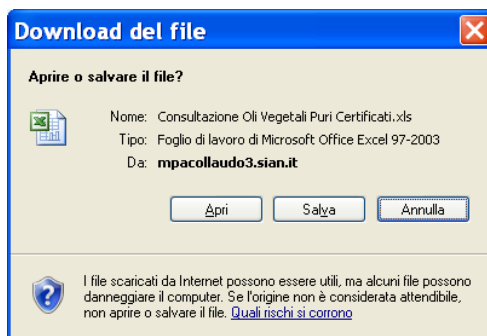 Download del file
Aprire o salvare il file?
Nome: Consultazione Oli Vegetali Puri Certificati.xls
Tipo: Foglio di lavoro di Microsoft Office Excel 97-2003
Da: mpacollaudo3.sian.it
Apri Salva Annulla
I file scaricati da Internet possono essere utili, ma alcuni file possono
danneggiare il computer. Se l'origine non è considerata attendibile,
non aprire o salvare il file. Quali rischi si corrono